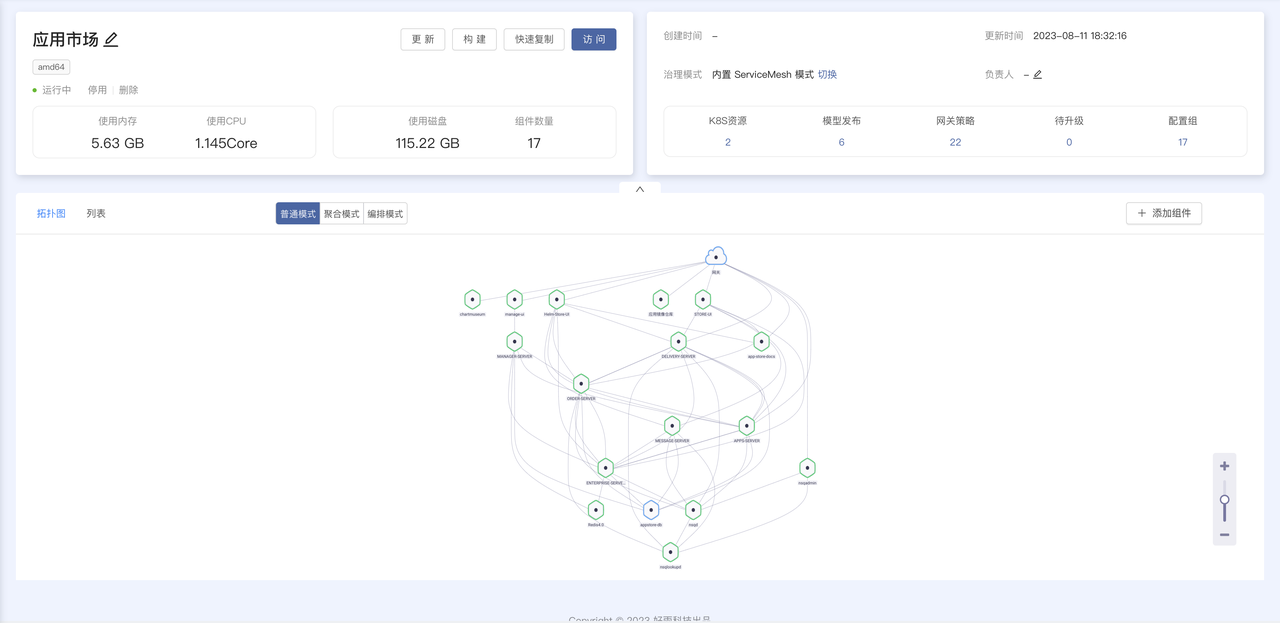 应用市场
更 新 构 建 快速复制 访 问
amd64
运行中 停用 删除
使用内存 使用CPU 使用磁盘 组件数量
5.63 GB 1.145Core 115.22 GB 17
创建时间 – 更新时间 2023-08-11 18:32:16
治理模式 内置 ServiceMesh 模式 切换 负责人 –
K8S资源 模型发布 网关策略 待升级 配置组
2 6 22 0 17
拓扑图 列表 普通模式 聚合模式 编排模式 + 添加组件
网关
chartmuseum manage-ui Helm-Store-UI 应用镜像仓库 STORE-UI
MANAGER-SERVER DELIVERY-SERVER app-store-docs
ORDER-SERVER
MESSAGE-SERVER APPS-SERVER
ENTERPRISE-SERVE... nsqadmin
Redis4.0 appstore-db nsqd
nsqlookupd
Copyright © 2023 好雨科技出品